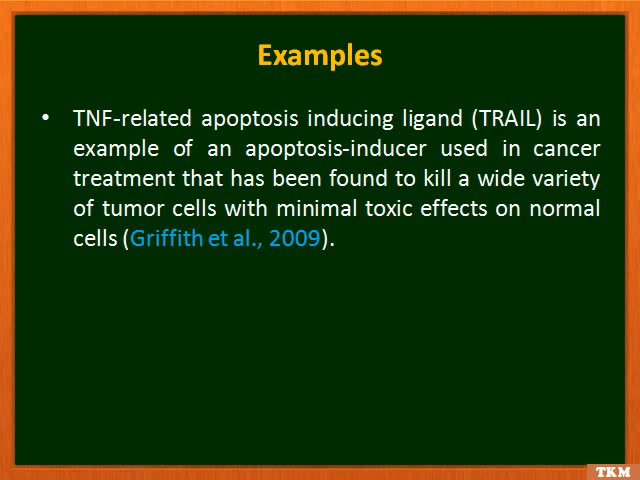 Examples
• TNF-related apoptosis inducing ligand (TRAIL) is an
example of an apoptosis-inducer used in cancer
treatment that has been found to kill a wide variety
of tumor cells with minimal toxic effects on normal
cells (Griffith et al., 2009).
TKM